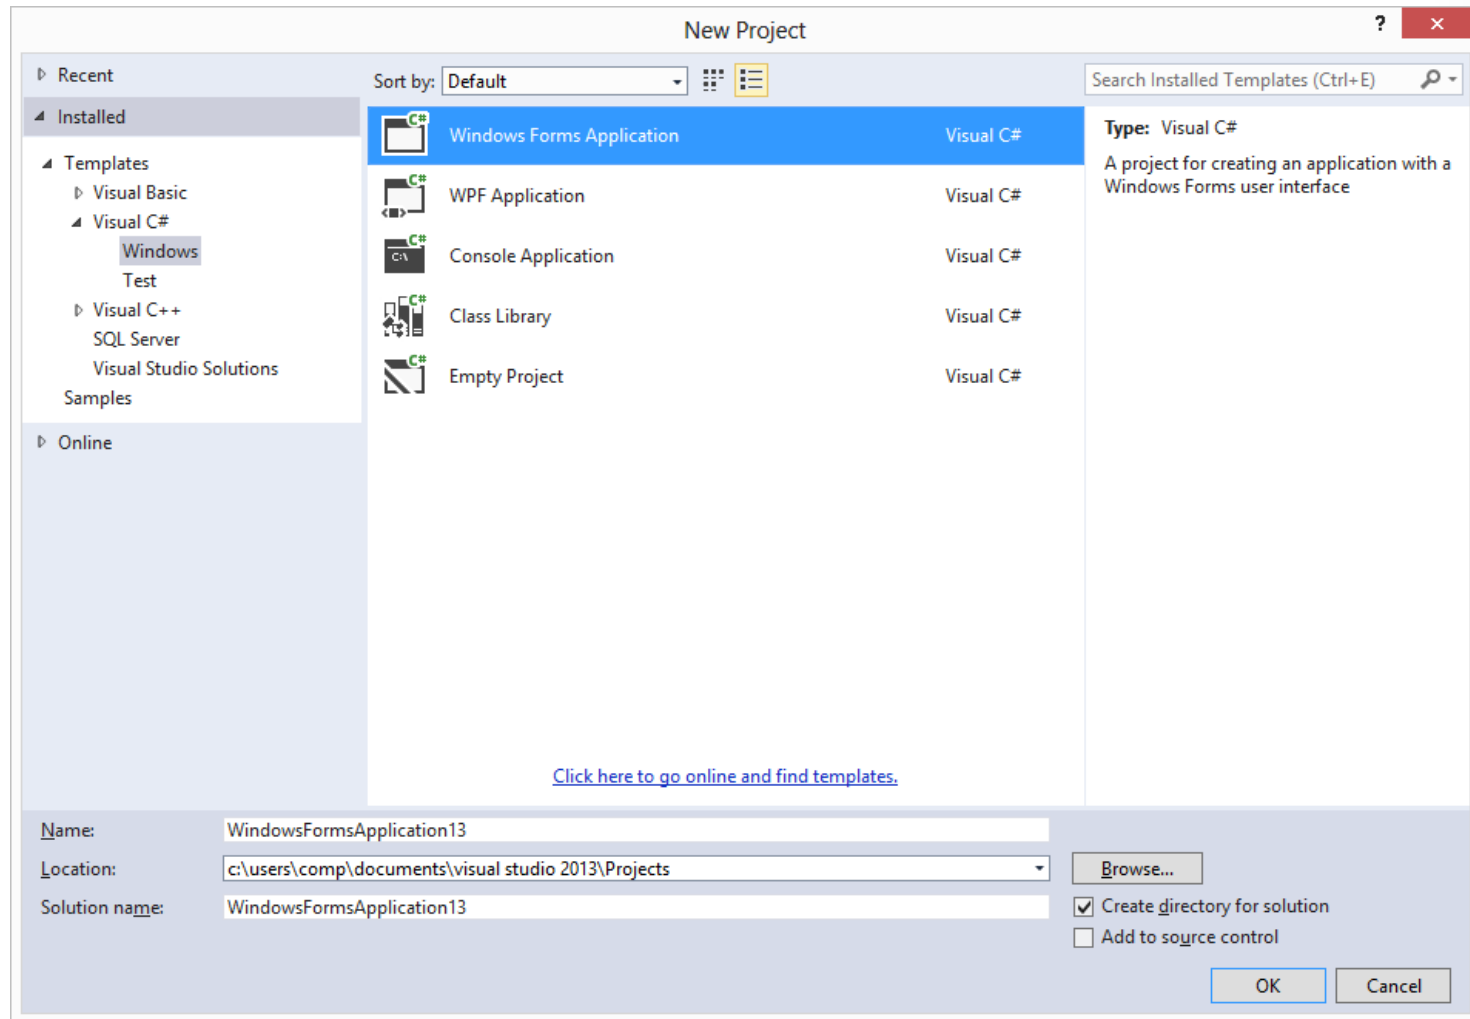 New Project
?
Recent
Installed
Templates
Visual Basic
Visual C#
Windows
Test
Visual C++
SQL Server
Visual Studio Solutions
Samples
Online
Sort by: Default
C# Windows Forms Application Visual C#
C# WPF Application Visual C#
C# C:\ Console Application Visual C#
C# Class Library Visual C#
C# Empty Project Visual C#
Click here to go online and find templates.
Search Installed Templates (Ctrl+E)
Type: Visual C#
A project for creating an application with a
Windows Forms user interface
Name: WindowsFormsApplication13
Location: c:\users\comp\documents\visual studio 2013\Projects
Browse...
Solution name: WindowsFormsApplication13
Create directory for solution
Add to source control
OK Cancel